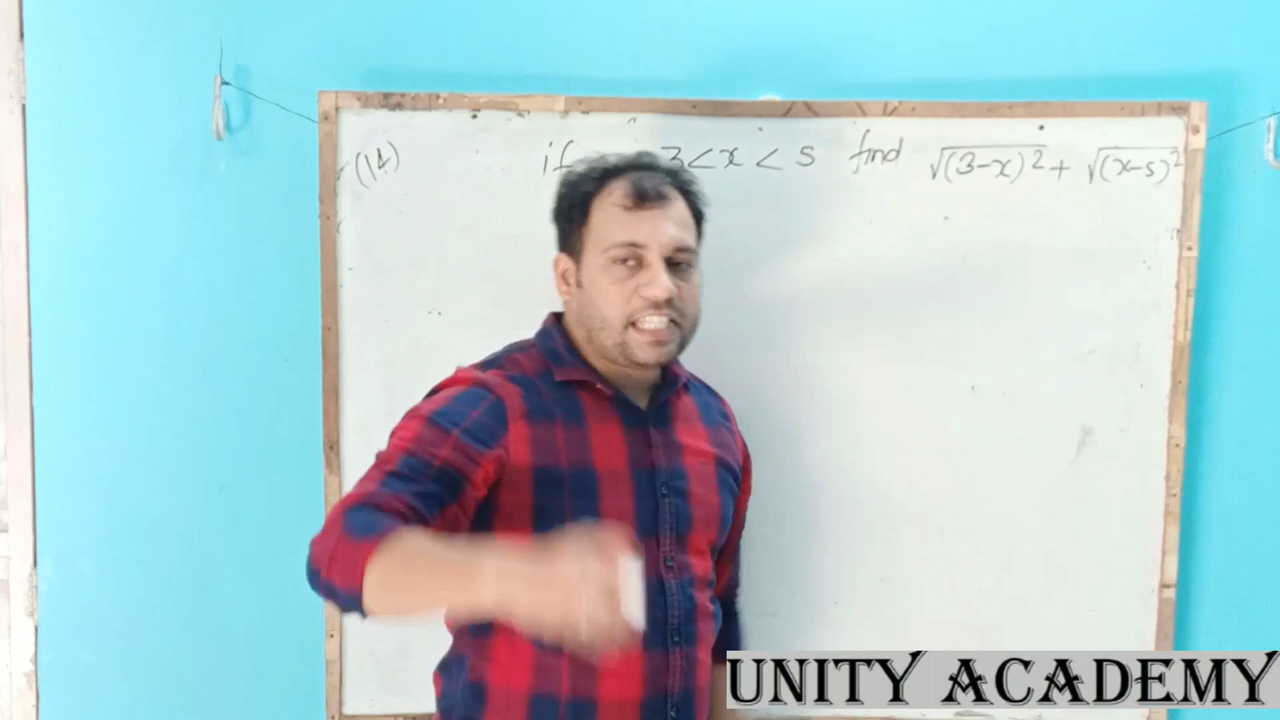 (14) if 3<x<5 find √(3-x)²+ √(x-5)²
UNITY ACADEMY